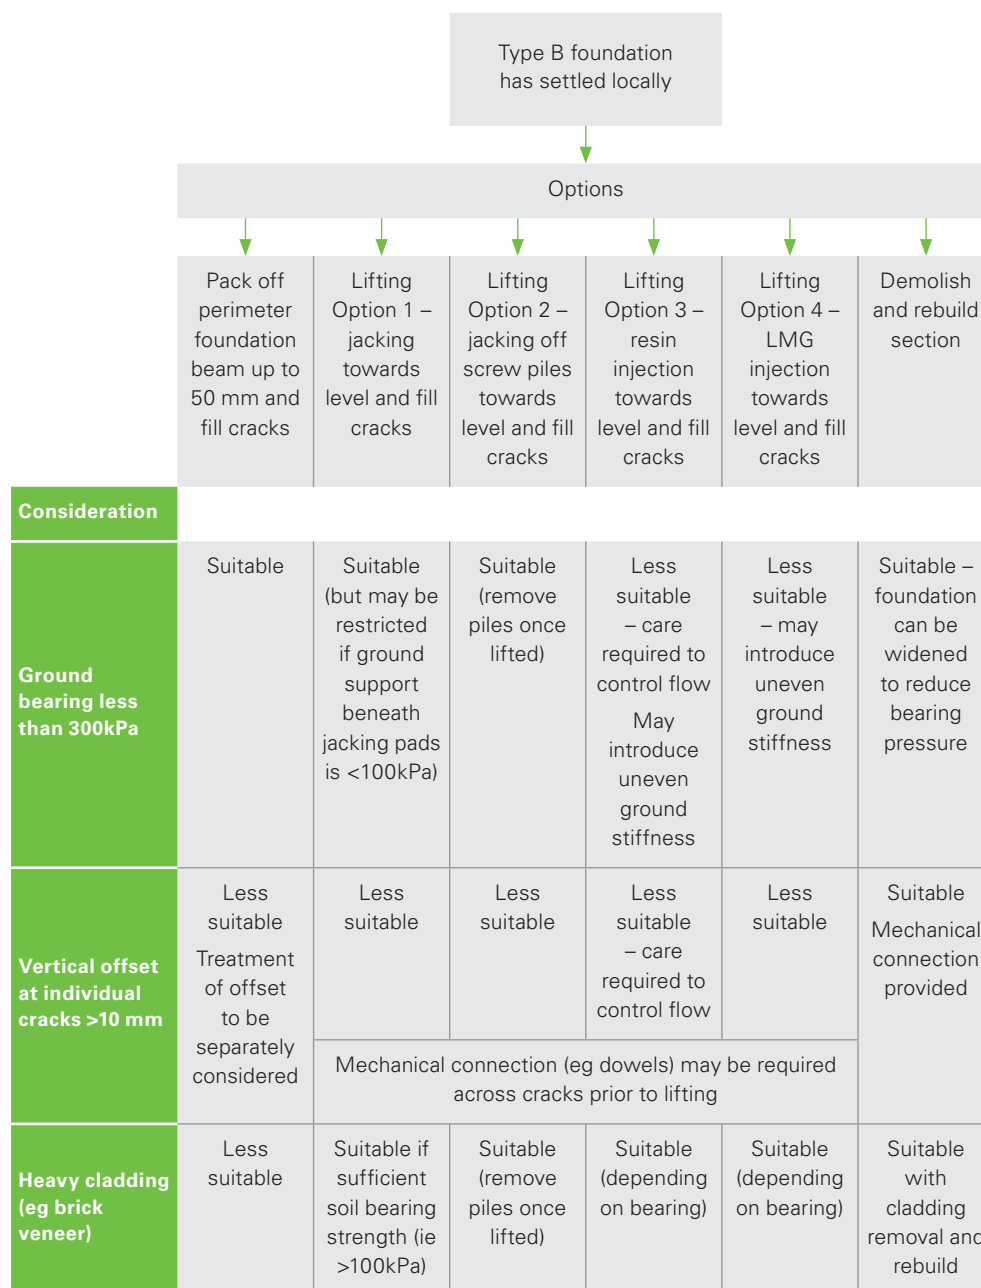 Type B foundation
has settled locally
Options
Pack off
perimeter
foundation
beam up to
50 mm and
fill cracks
Lifting
Option 1 –
jacking
towards
level and fill
cracks
Lifting
Option 2 –
jacking off
screw piles
towards
level and fill
cracks
Lifting
Option 3 –
resin
injection
towards
level and fill
cracks
Lifting
Option 4 –
LMG
injection
towards
level and fill
cracks
Demolish
and rebuild
section
Consideration
Ground
bearing less
than 300kPa
Suitable
Suitable
(but may be
restricted
if ground
support
beneath
jacking pads
is <100kPa)
Suitable
(remove
piles once
lifted)
Less
suitable
– care
required to
control flow
May
introduce
uneven
ground
stiffness
Less
suitable
– may
introduce
uneven
ground
stiffness
Suitable –
foundation
can be
widened
to reduce
bearing
pressure
Vertical offset
at individual
cracks >10 mm
Less
suitable
Treatment
of offset
to be
separately
considered
Less
suitable
Less
suitable
Less
suitable
– care
required to
control flow
Less
suitable
Mechanical connection (eg dowels) may be required
across cracks prior to lifting
Suitable
Mechanical
connection
provided
Heavy cladding
(eg brick
veneer)
Less
suitable
Suitable if
sufficient
soil bearing
strength (ie
>100kPa)
Suitable
(remove
piles once
lifted)
Suitable
(depending
on bearing)
Suitable
(depending
on bearing)
Suitable
with
cladding
removal and
rebuild